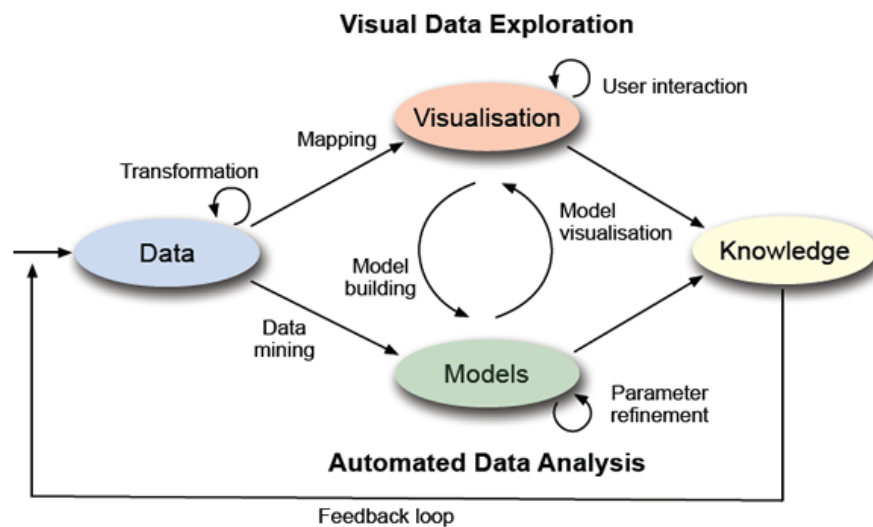 Visual Data Exploration
User interaction
Visualisation
Mapping
Transformation
Data
Model
visualisation
Knowledge
Model
building
Data
mining
Models
Parameter
refinement
Automated Data Analysis
Feedback loop